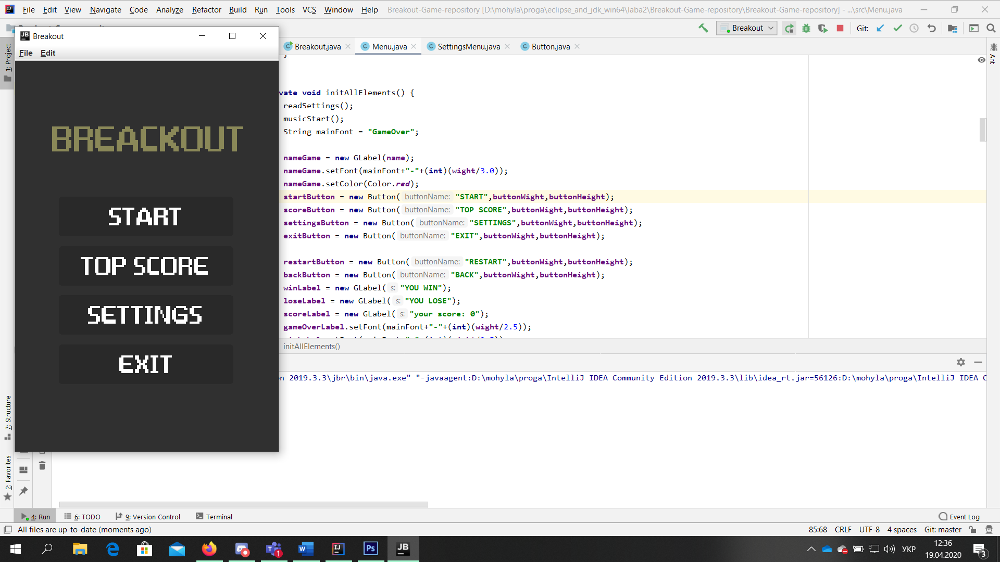 File Edit View Navigate Code Analyze Refactor Build Run Tools VCS Window Help Breakout-Game-repository [D:\mohyla\proga\eclipse_and_jdk_win64\laba2\Breakout-Game-repository\Breakout-Game-repository] - ...\src\Menu.java
Breakout Git:
Breakout
File Edit
BREACKOUT
START
TOP SCORE
SETTINGS
EXIT
1: Project
7: Structure
2: Favorites
Breakout.java Menu.java SettingsMenu.java Button.java
Ant
vate void initAllElements() {
readSettings();
musicStart();
String mainFont = "GameOver";
nameGame = new GLabel(name);
nameGame.setFont(mainFont+"-"+(int)(wight/3.0));
nameGame.setColor(Color.red);
startButton = new Button( buttonName: "START",buttonWight,buttonHeight);
scoreButton = new Button( buttonName: "TOP SCORE",buttonWight,buttonHeight);
settingsButton = new Button( buttonName: "SETTINGS",buttonWight,buttonHeight);
exitButton = new Button( buttonName: "EXIT",buttonWight,buttonHeight);
restartButton = new Button( buttonName: "RESTART",buttonWight,buttonHeight);
backButton = new Button( buttonName: "BACK",buttonWight,buttonHeight);
winLabel = new GLabel( s: "YOU WIN");
loseLabel = new GLabel( s: "YOU LOSE");
scoreLabel = new GLabel( s: "your score: 0");
gameOverLabel.setFont(mainFont+"-"+(int)(wight/2.5));
initAllElements()
on 2019.3.3\jbr\bin\java.exe" "-javaagent:D:\mohyla\proga\IntelliJ IDEA Community Edition 2019.3.3\lib\idea_rt.jar=56126:D:\mohyla\proga\IntelliJ IDEA C
4: Run 6: TODO 9: Version Control Terminal Event Log
All files are up-to-date (moments ago) 85:68 CRLF UTF-8 4 spaces Git: master
УКР 12:36
19.04.2020
3